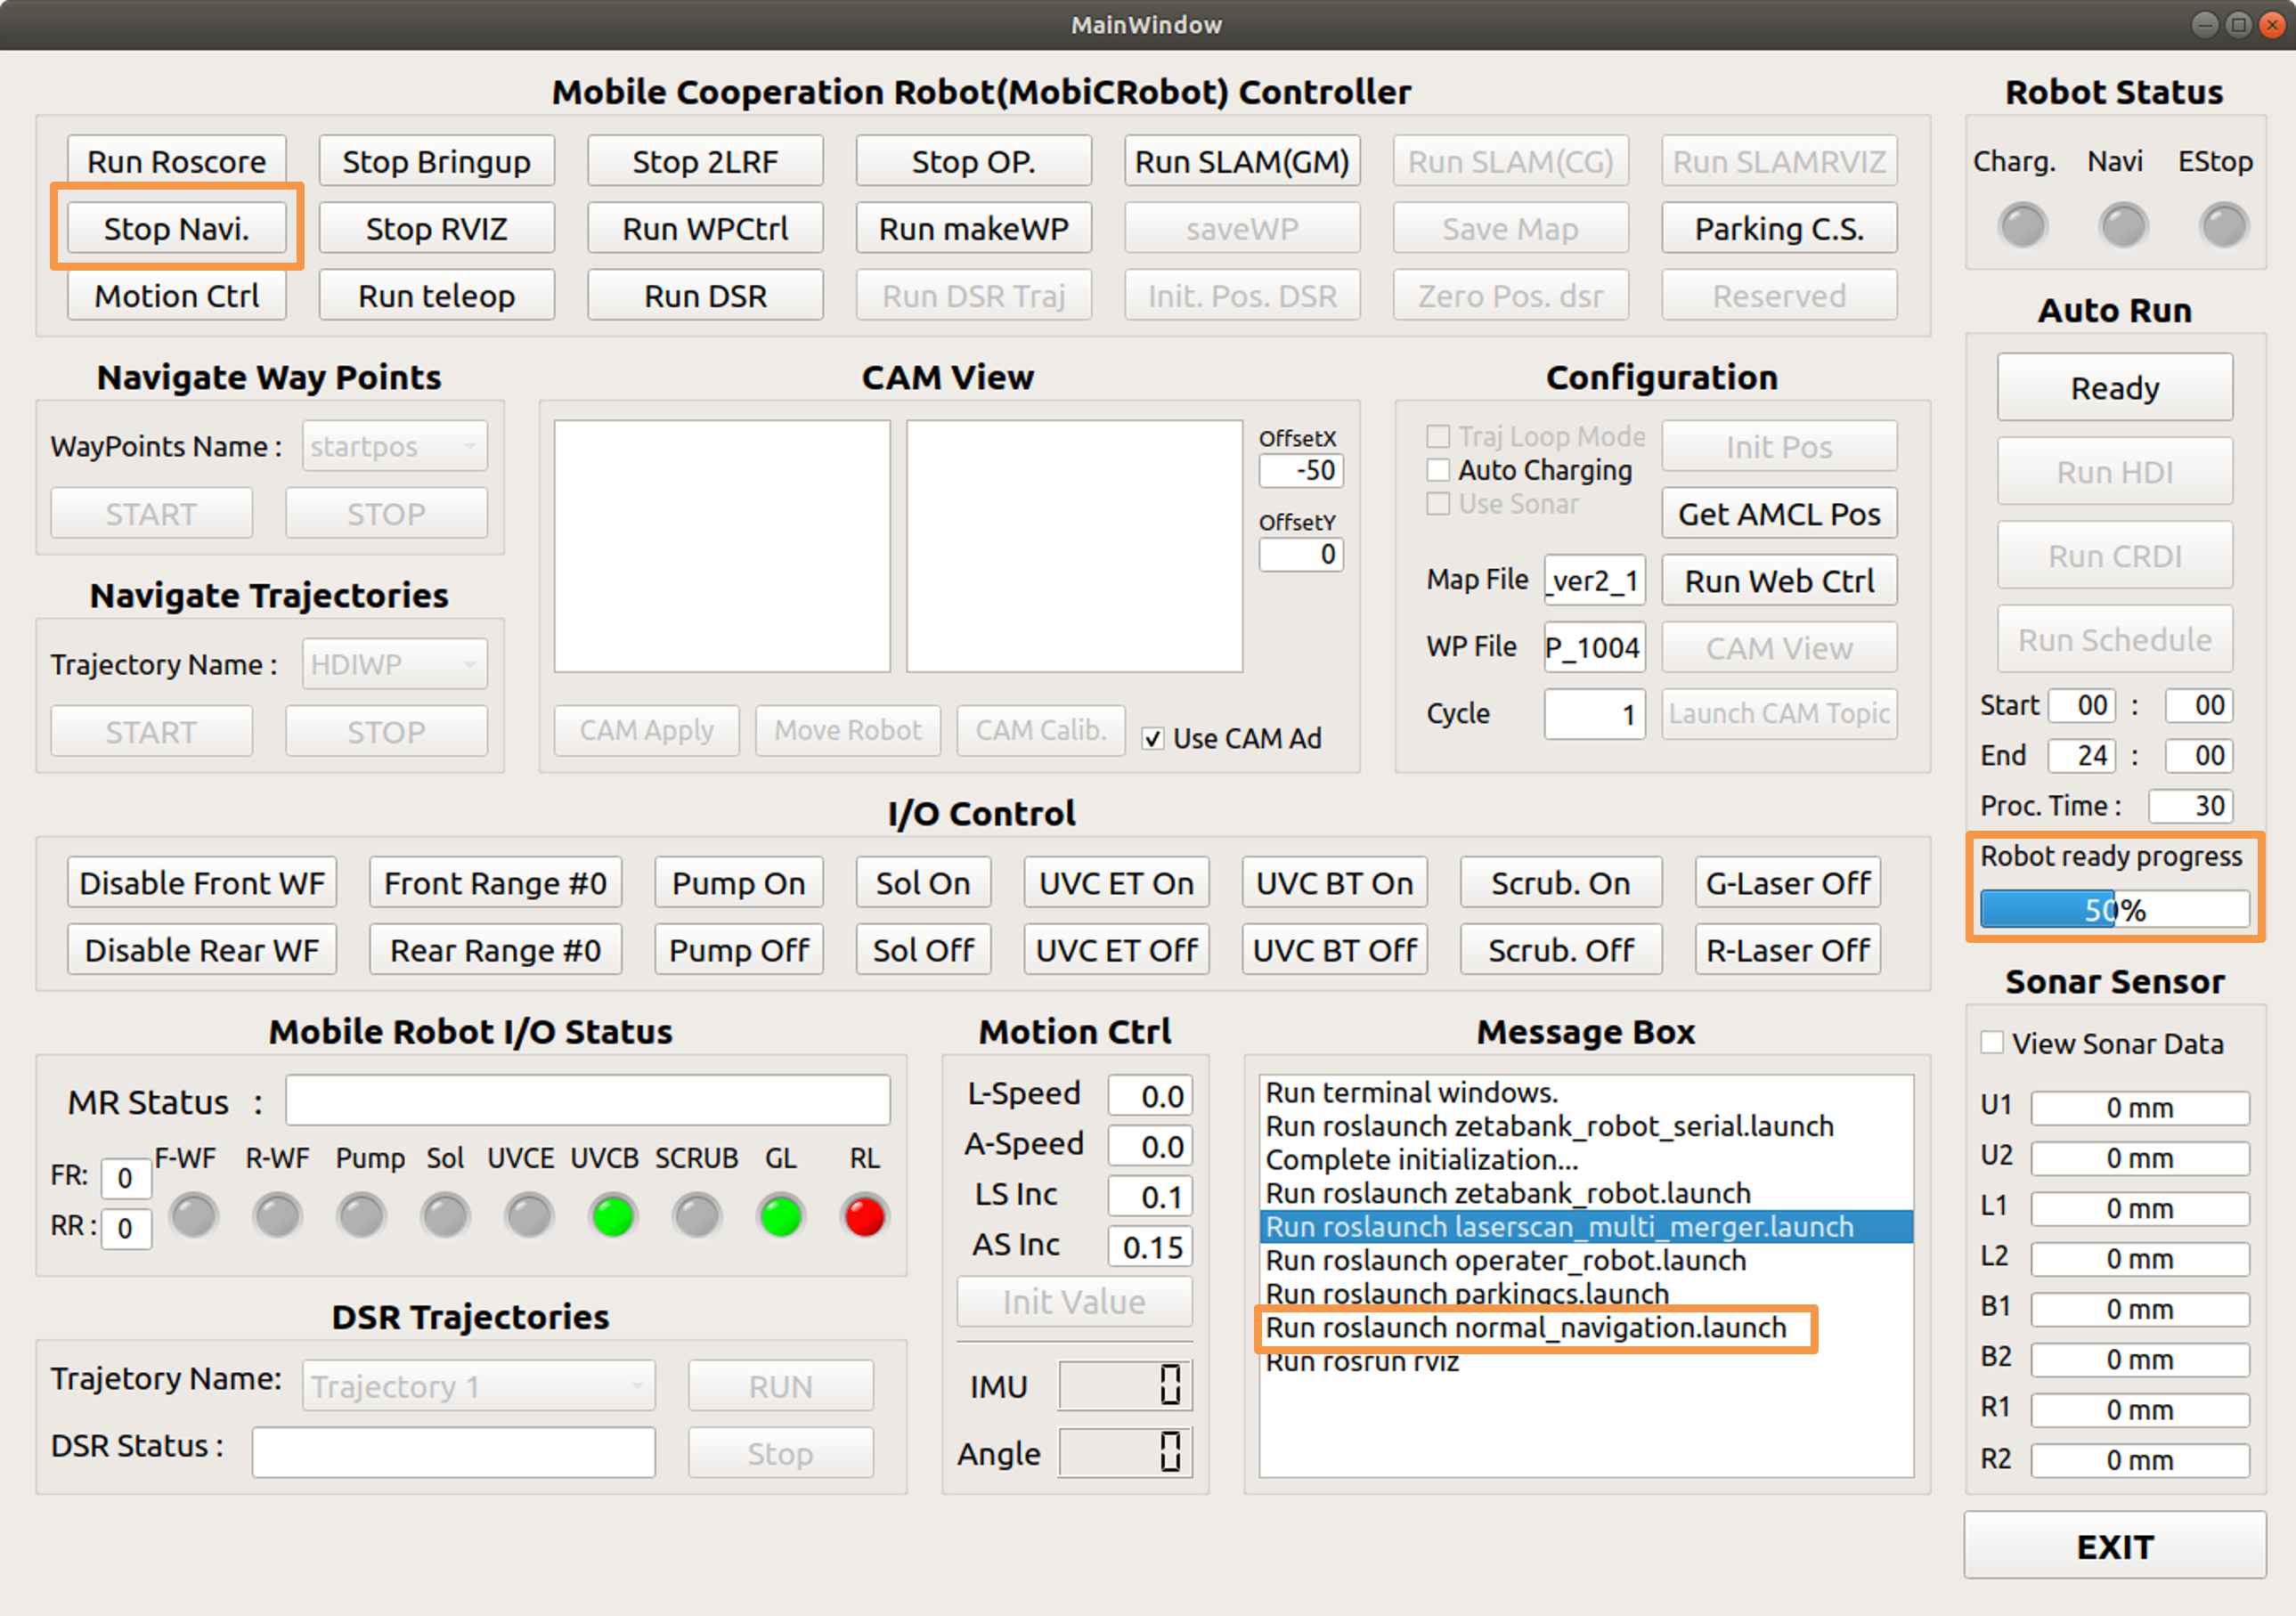 MainWindow
Mobile Cooperation Robot(MobiCRobot) Controller
Run Roscore
Stop Bringup
Stop 2LRF
Stop OP.
Run SLAM(GM)
Run SLAM(CG)
Run SLAMRVIZ
Stop Navi.
Stop RVIZ
Run WPCtrl
Run makeWP
saveWP
Save Map
Parking C.S.
Motion Ctrl
Run teleop
Run DSR
Run DSR Traj
Init. Pos. DSR
Zero Pos. dsr
Reserved
Robot Status
Charg. Navi EStop
Navigate Way Points
WayPoints Name : startpos
START STOP
Navigate Trajectories
Trajectory Name : HDIWP
START STOP
CAM View
OffsetX
-50
OffsetY
0
CAM Apply
Move Robot
CAM Calib.
Use CAM Ad
Configuration
Traj Loop Mode
Auto Charging
Use Sonar
Init Pos
Get AMCL Pos
Map File _ver2_1 Run Web Ctrl
WP File P_1004 CAM View
Cycle 1 Launch CAM Topic
Auto Run
Ready
Run HDI
Run CRDI
Run Schedule
Start 00 : 00
End 24 : 00
Proc. Time : 30
Robot ready progress
50%
I/O Control
Disable Front WF
Front Range #0
Pump On
Sol On
UVC ET On
UVC BT On
Scrub. On
G-Laser Off
Disable Rear WF
Rear Range #0
Pump Off
Sol Off
UVC ET Off
UVC BT Off
Scrub. Off
R-Laser Off
Mobile Robot I/O Status
MR Status :
F-WF R-WF Pump Sol UVCE UVCB SCRUB GL RL
FR: 0
RR : 0
DSR Trajectories
Trajetory Name: Trajectory 1 RUN
DSR Status : Stop
Motion Ctrl
L-Speed 0.0
A-Speed 0.0
LS Inc 0.1
AS Inc 0.15
Init Value
IMU 0
Angle 0
Message Box
Run terminal windows.
Run roslaunch zetabank_robot_serial.launch
Complete initialization...
Run roslaunch zetabank_robot.launch
Run roslaunch laserscan_multi_merger.launch
Run roslaunch operater_robot.launch
Run roslaunch parkingcs.launch
Run roslaunch normal_navigation.launch
Run rosrun rviz
Sonar Sensor
View Sonar Data
U1 0 mm
U2 0 mm
L1 0 mm
L2 0 mm
B1 0 mm
B2 0 mm
R1 0 mm
R2 0 mm
EXIT